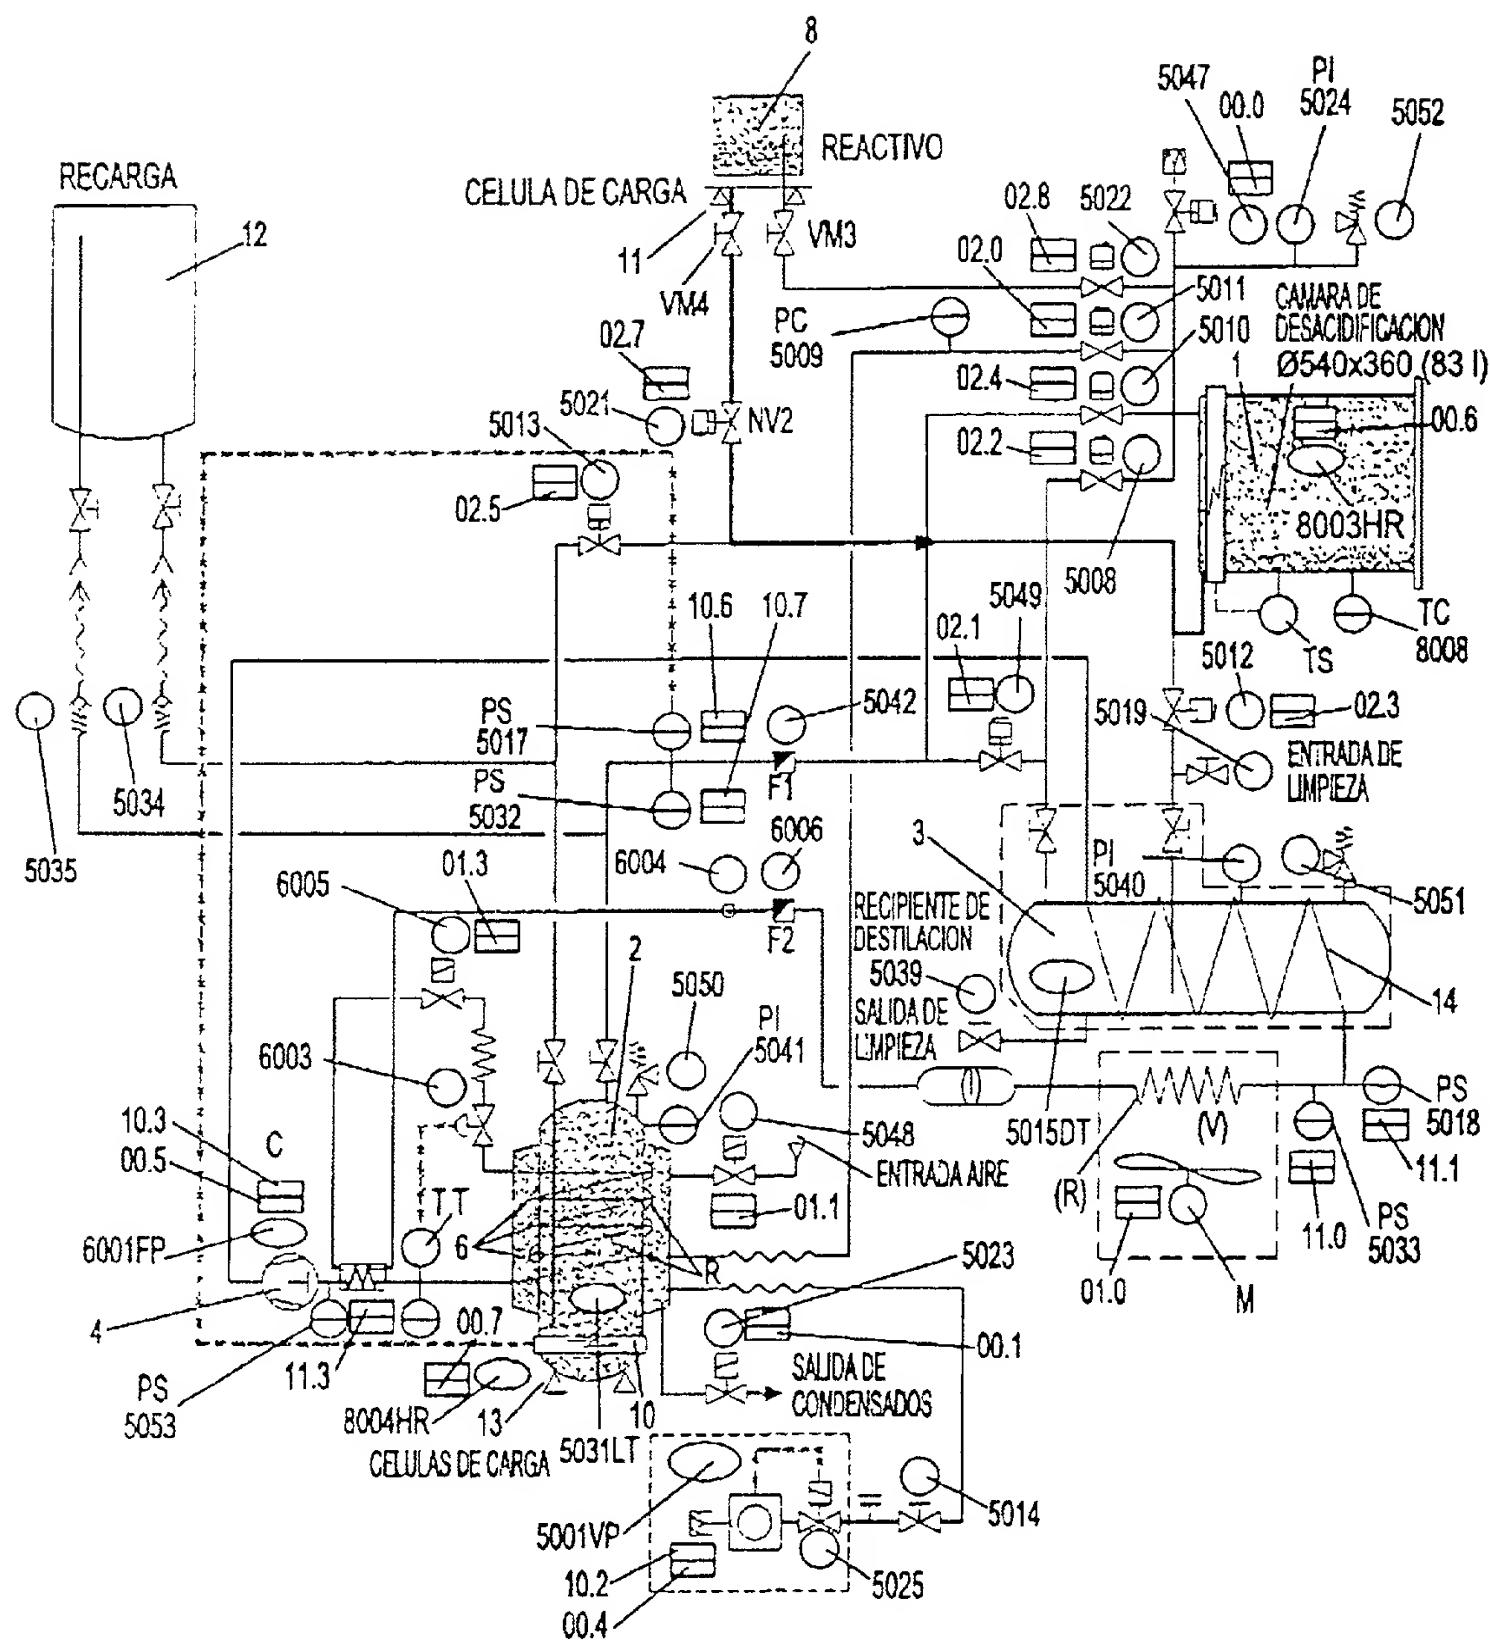 8
5047
PI
5024
00.0
5052
REACTIVO
RECARGA
CELULA DE CARGA
02.8
5022
12
11
VM3
02.0
VM4
5011
CAMARA DE
DESACIDIFICACION
Ø540x360 (83 l)
PC
5009
5010
02.7
1
02.4
5021
NV2
00.6
5013
02.2
02.5
8003HR
5008
5049
10.6
10.7
02.1
TC
8008
TS
5012
PS
5017
5042
5019
02.3
ENTRADA DE
LIMPIEZA
F1
PS
5032
5034
6006
3
5035
01.3
6004
PI
5040
6005
5051
RECIPIENTE DE
DESTILACION
F2
2
5039
5050
14
SALIDA DE
LIMPIEZA
PI
5041
6003
PS
5018
10.3
C
5015DT
(V)
5048
00.5
ENTRADA AIRE
11.1
(R)
TT
01.1
6001FP
6
PS
5033
11.0
5023
R
01.0
M
4
00.7
00.1
11.3
SALIDA DE
CONDENSADOS
PS
5053
8004HR
13
10
5031LT
CELULAS DE CARGA
5014
5001VP
10.2
5025
00.4